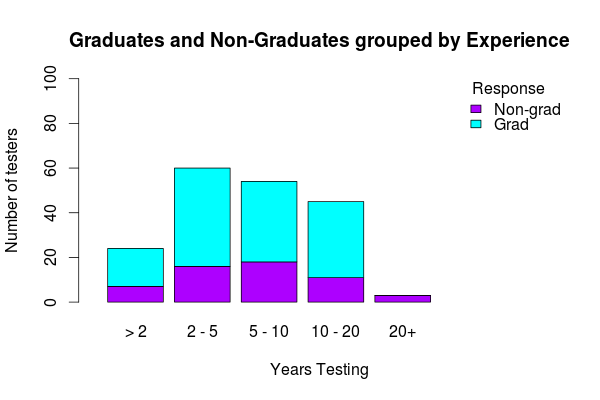 Graduates and Non-Graduates grouped by Experience
Response
Non-grad
Grad
Number of testers
100
80
60
40
20
0
> 2
2 - 5
5 - 10
10 - 20
20+
Years Testing